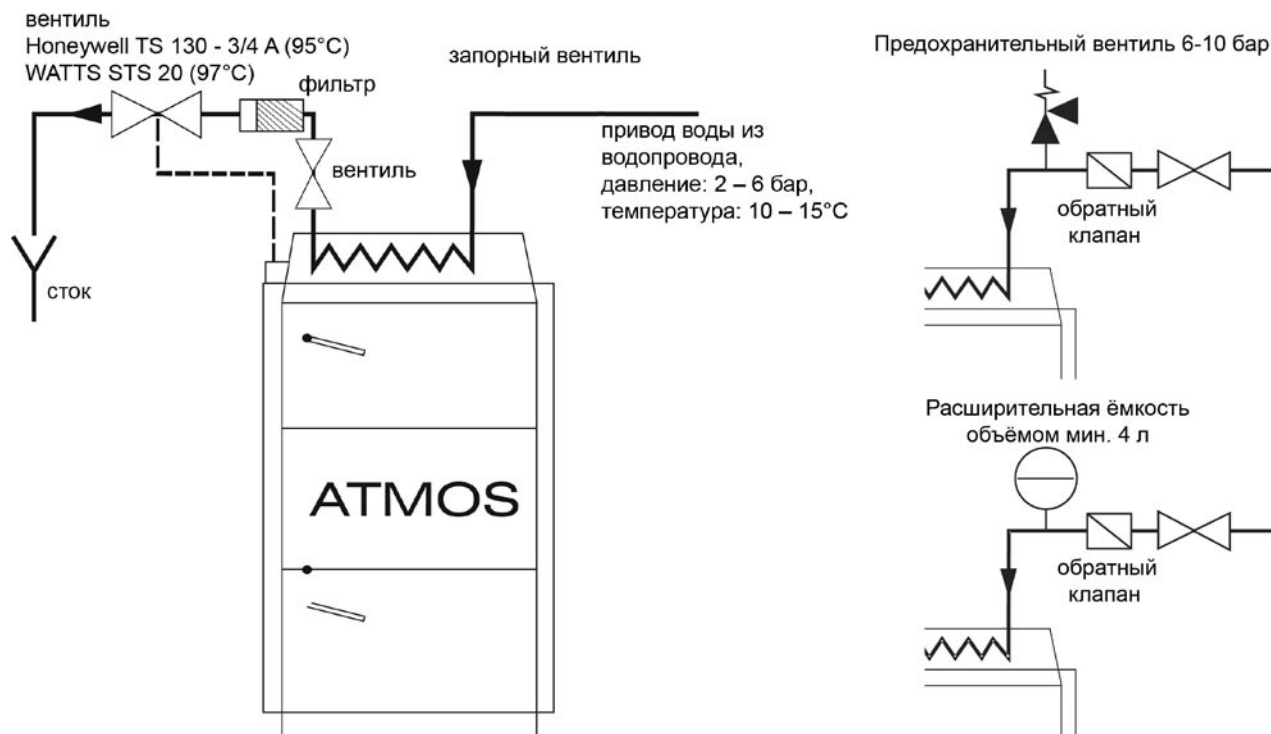 вентиль
Honeywell TS 130 - 3/4 A (95°C)
WATTS STS 20 (97°C)
фильтр
запорный вентиль
вентиль
привод воды из
водопровода,
давление: 2 – 6 бар,
температура: 10 – 15°C
сток
ATMOS
Предохранительный вентиль 6-10 бар
обратный
клапан
Расширительная ёмкость
объёмом мин. 4 л
обратный
клапан